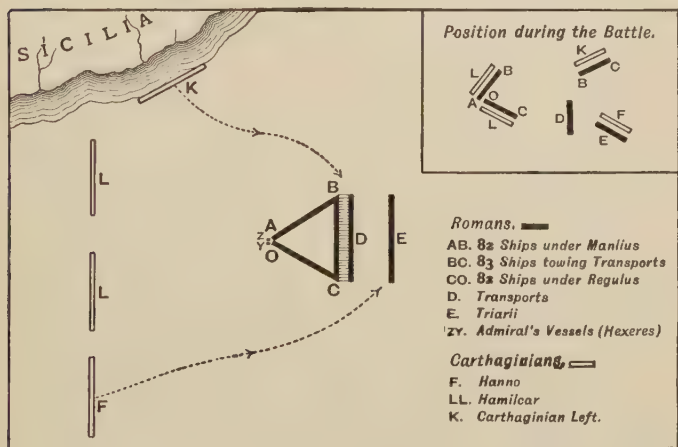 SICILIA
K
L
L
F
B
A
Z
Y
O
D
E
C
Position during the Battle.
K
L
B
C
O
B
A
C
L
D
F
E
Romans.
AB. 82 Ships under Manlius
BC. 83 Ships towing Transports
CO. 82 Ships under Regulus
D. Transports
E. Triarii
ZY. Admiral's Vessels (Hexeres)
Carthaginians,
F. Hanno
LL. Hamilcar
K. Carthaginian Left.